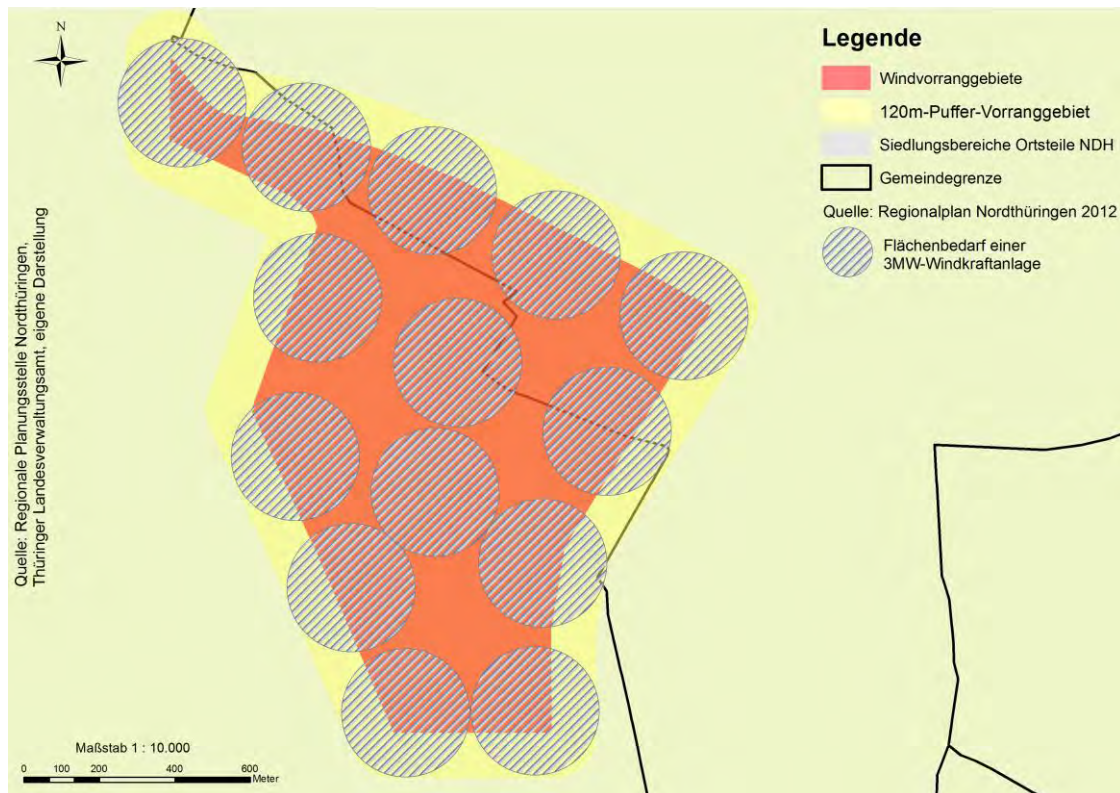 N
Legende
Windvorranggebiete
120m-Puffer-Vorranggebiet
Siedlungsbereiche Ortsteile NDH
Gemeindegrenze
Quelle: Regionalplan Nordthüringen 2012
Flächenbedarf einer
3MW-Windkraftanlage
Quelle: Regionale Planungsstelle Nordthüringen,
Thüringer Landesverwaltungsamt, eigene Darstellung
Maßstab 1 : 10.000
0 100 200 400 600
Meter